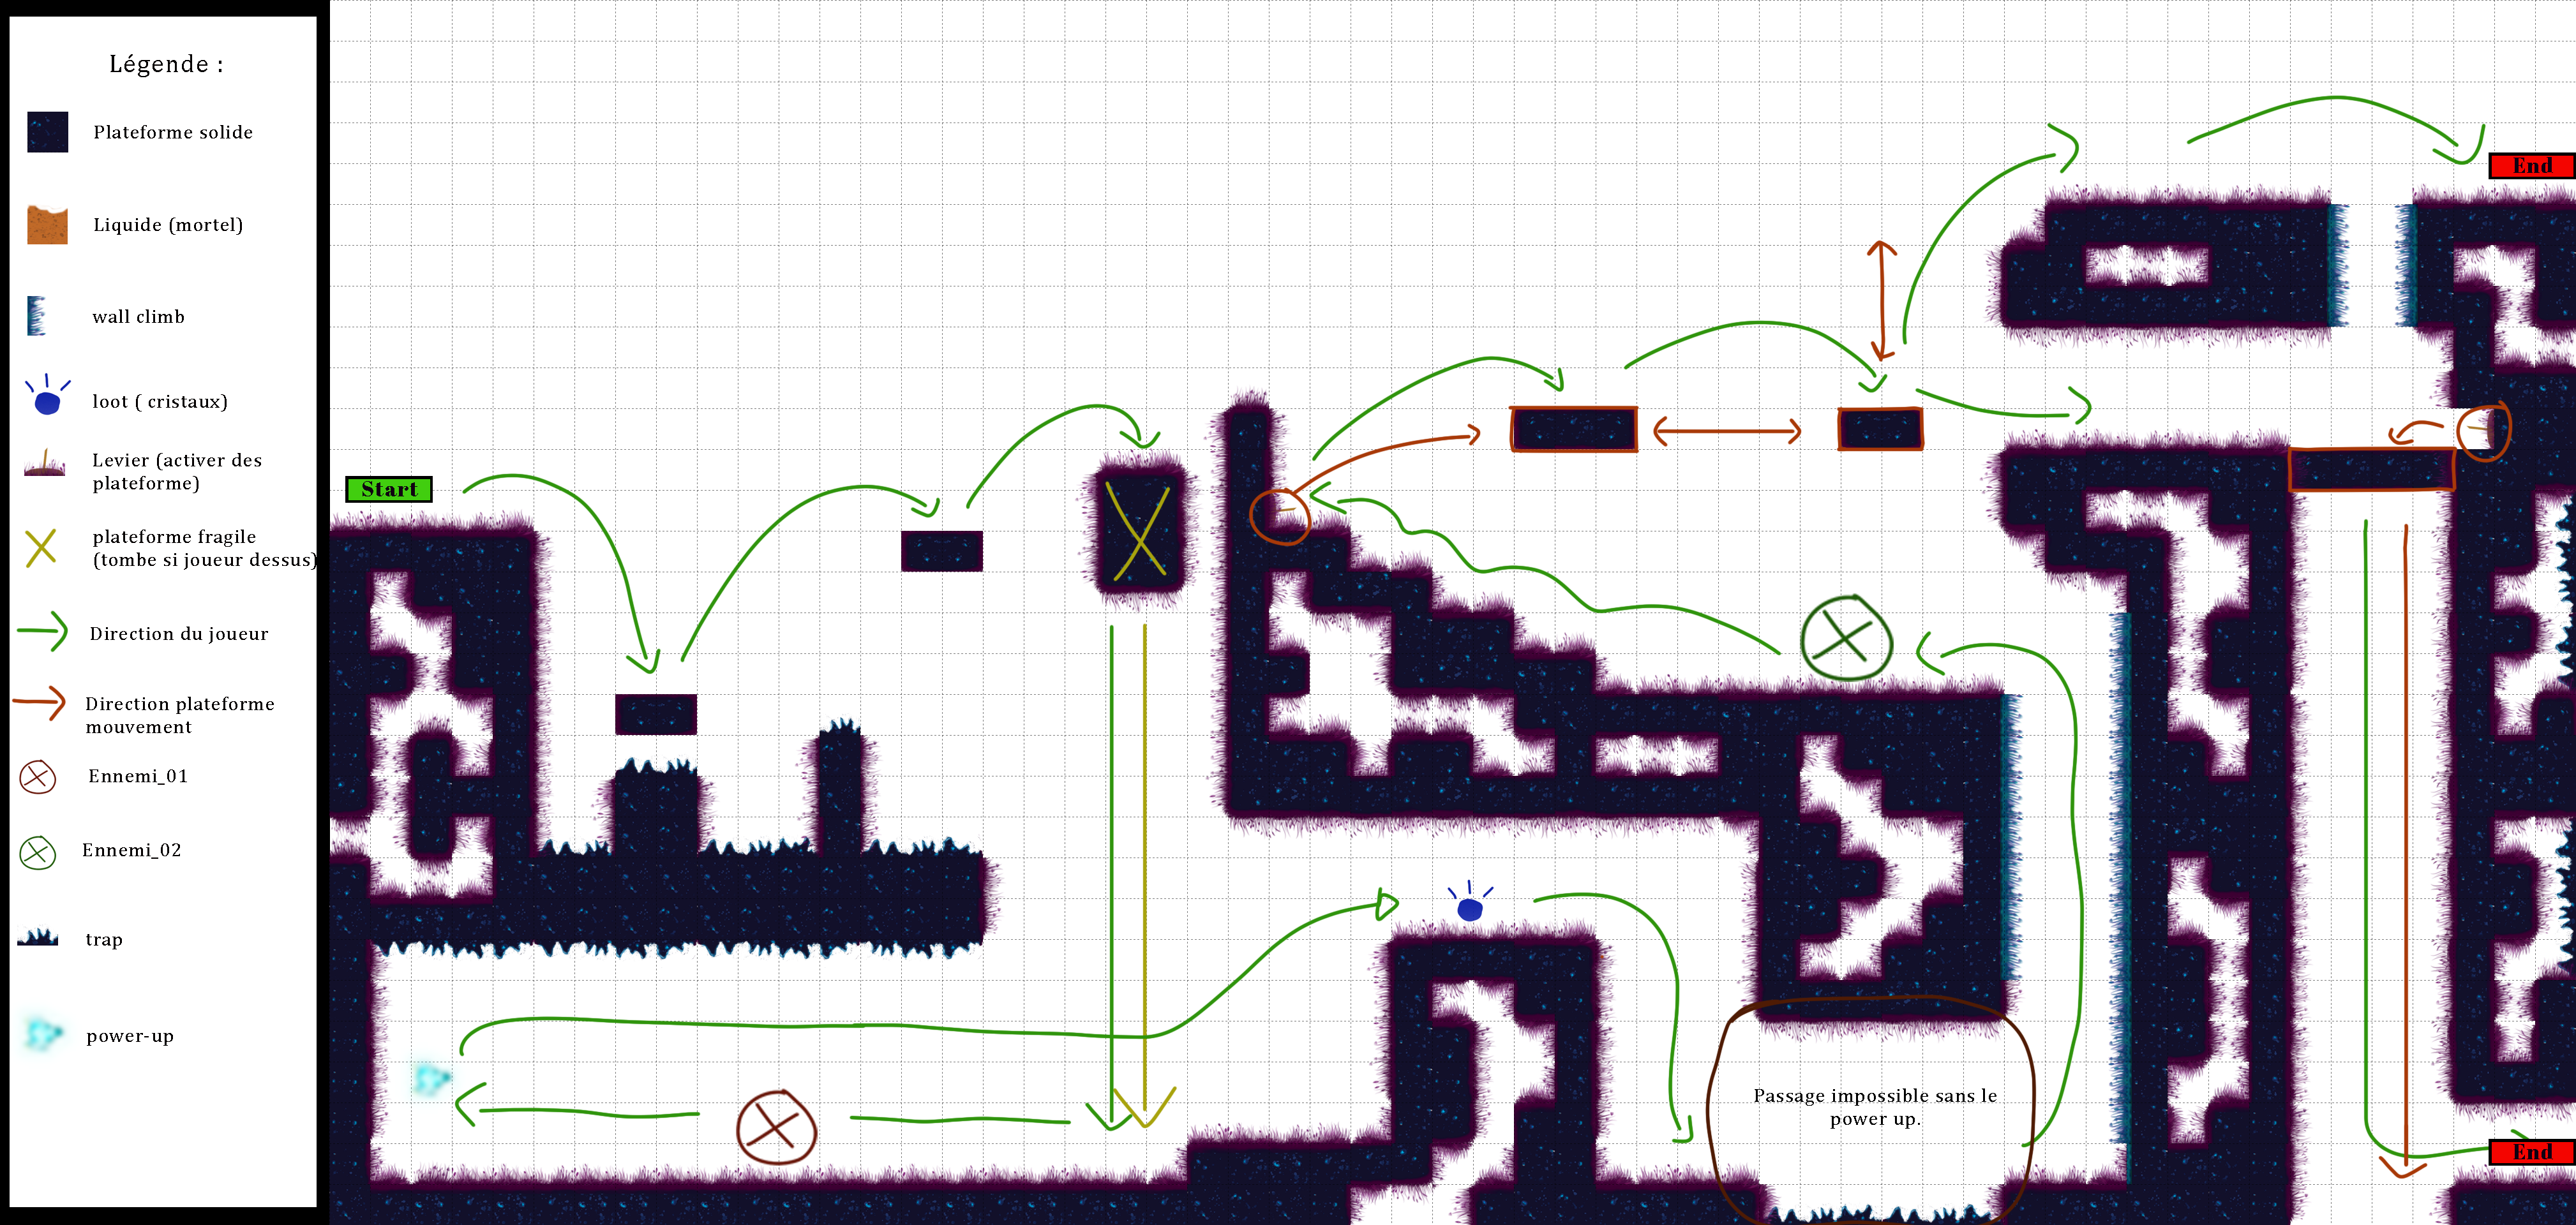 Légende :
Plateforme solide
Liquide (mortel)
wall climb
loot ( cristaux)
Levier (activer des
plateforme)
plateforme fragile
(tombe si joueur dessus)
Direction du joueur
Direction plateforme
mouvement
Ennemi_01
Ennemi_02
trap
power-up
Start
End
Passage impossible sans le
power up.
End